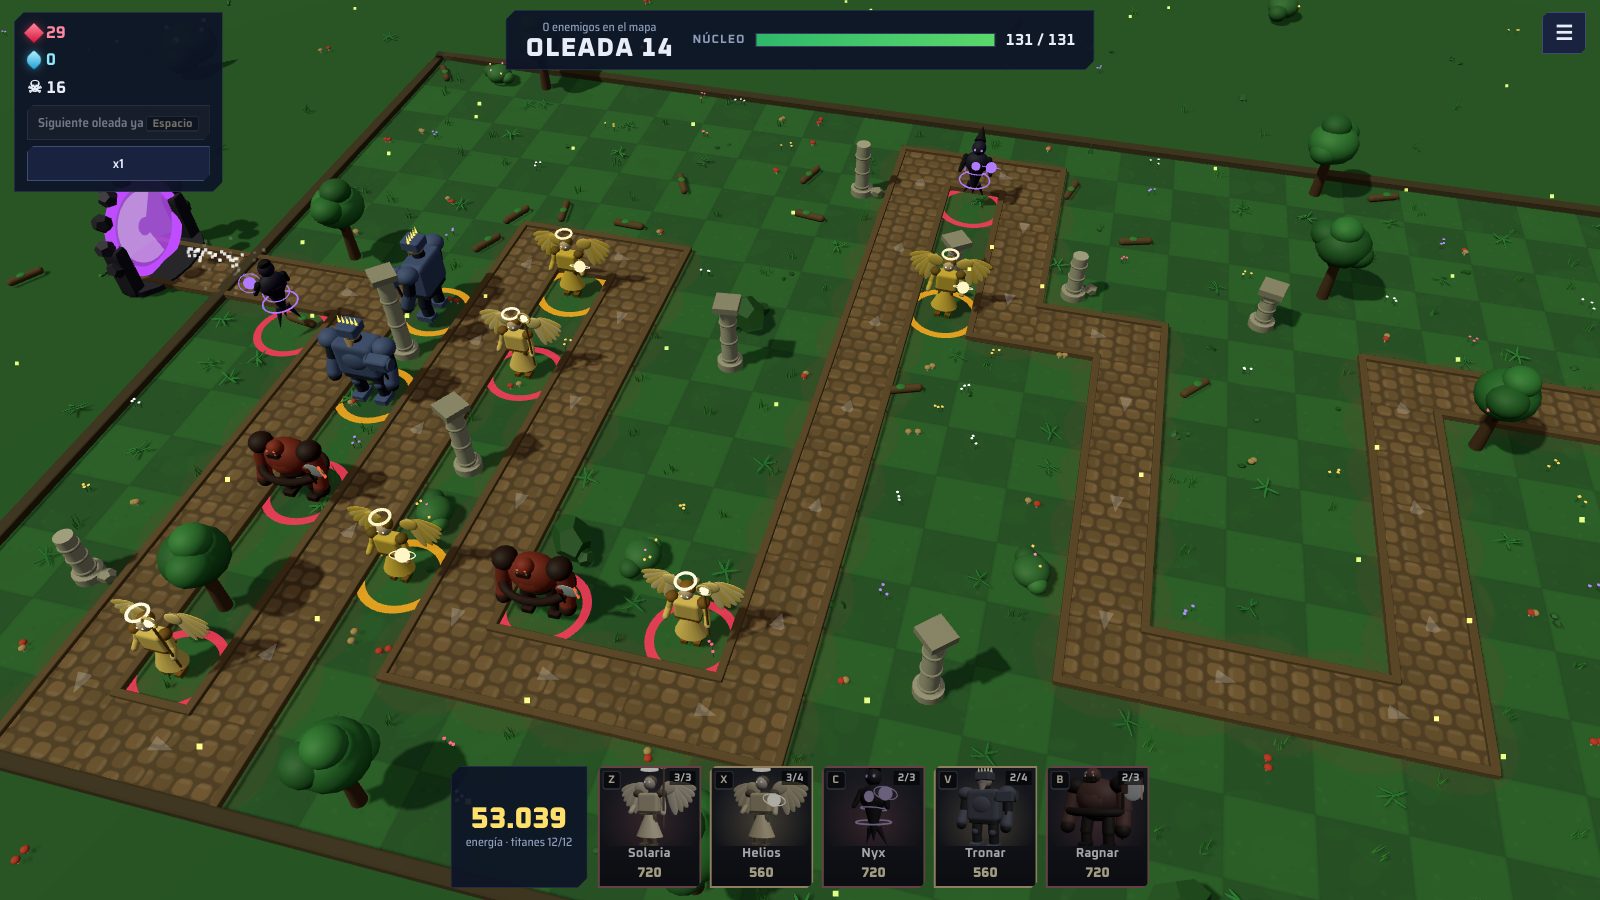 29
0
16
Siguiente oleada ya Espacio
x1
0 enemigos en el mapa
OLEADA 14
NÚCLEO
131 / 131
53.039
energía · titanes 12/12
Z 3/3
Solaria
720
X 3/4
Helios
560
C 2/3
Nyx
720
V 2/4
Tronar
560
B 2/3
Ragnar
720